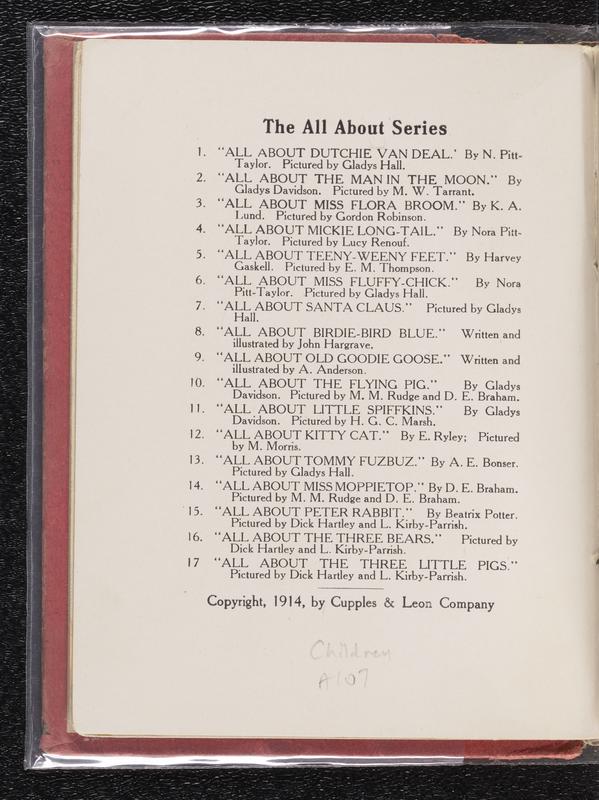 The All About Series
1. "ALL ABOUT DUTCHIE VAN DEAL.' By N. Pitt-
Taylor. Pictured by Gladys Hall.
2. "ALL ABOUT THE MAN IN THE MOON." By
Gladys Davidson. Pictured by M. W. Tarrant.
3. "ALL ABOUT MISS FLORA BROOM." By K. A.
Lund. Pictured by Gordon Robinson.
4. "ALL ABOUT MICKIE LONG-TAIL." By Nora Pitt-
Taylor. Pictured by Lucy Renouf.
5. "ALL ABOUT TEENY-WEENY FEET." By Harvey
Gaskell. Pictured by E. M. Thompson.
6. "ALL ABOUT MISS FLUFFY-CHICK." By Nora
Pitt-Taylor. Pictured by Gladys Hall.
7. "ALL ABOUT SANTA CLAUS." Pictured by Gladys
Hall.
8. "ALL ABOUT BIRDIE-BIRD BLUE." Written and
illustrated by John Hargrave.
9. "ALL ABOUT OLD GOODIE GOOSE." Written and
illustrated by A. Anderson.
10. "ALL ABOUT THE FLYING PIG." By Gladys
Davidson. Pictured by M. M. Rudge and D. E. Braham.
11. "ALL ABOUT LITTLE SPIFFKINS." By Gladys
Davidson. Pictured by H. G. C. Marsh.
12. "ALL ABOUT KITTY CAT." By E. Ryley; Pictured
by M. Morris.
13. "ALL ABOUT TOMMY FUZBUZ." By A. E. Bonser.
Pictured by Gladys Hall.
14. "ALL ABOUT MISS MOPPIETOP." By D. E. Braham.
Pictured by M. M. Rudge and D. E. Braham.
15. "ALL ABOUT PETER RABBIT." By Beatrix Potter.
Pictured by Dick Hartley and L. Kirby-Parrish.
16. "ALL ABOUT THE THREE BEARS." Pictured by
Dick Hartley and L. Kirby-Parrish.
17 "ALL ABOUT THE THREE LITTLE PIGS."
Pictured by Dick Hartley and L. Kirby-Parrish.
Copyright, 1914, by Cupples & Leon Company
Children
A107